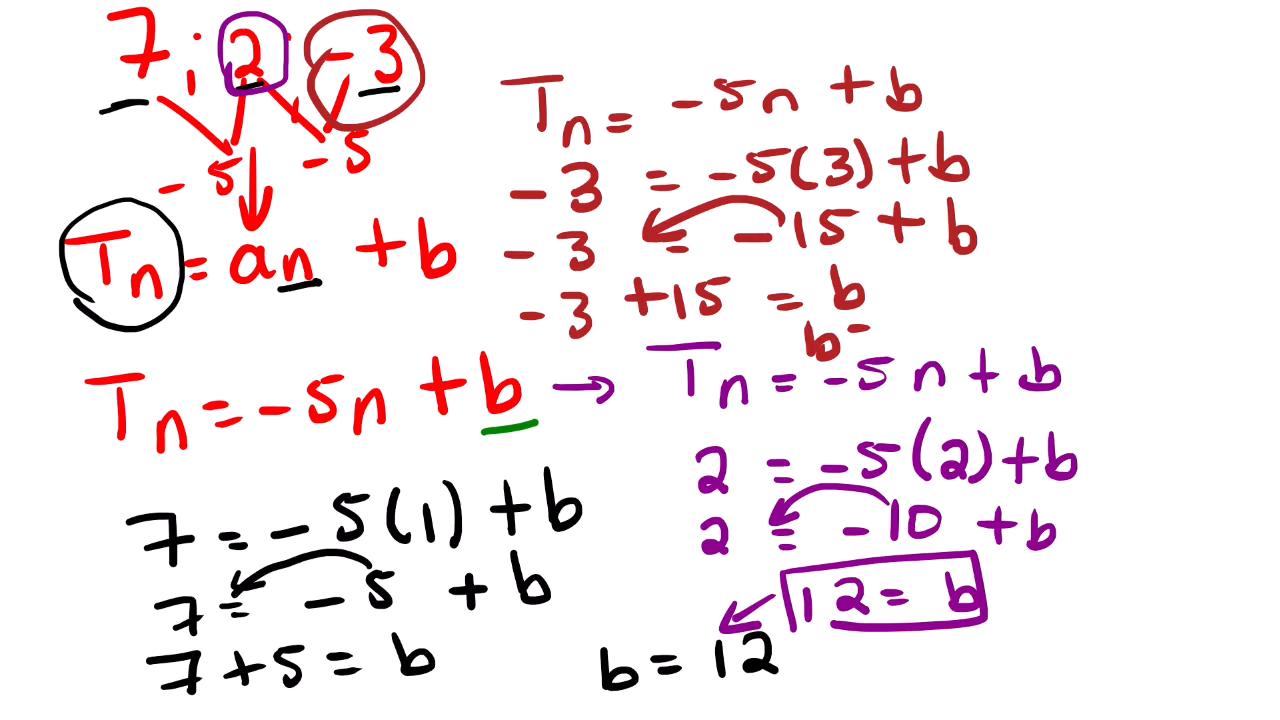 7 ; 2 ; -3
-5 -5
Tn = an + b
Tn = -5n + b
7 = -5(1) + b
7 = -5 + b
7 + 5 = b
b = 12
Tn = -5n + b
-3 = -5(3) + b
-3 = -15 + b
-3 + 15 = b
b =
→ Tn = -5n + b
2 = -5(2) + b
2 = -10 + b
12 = b